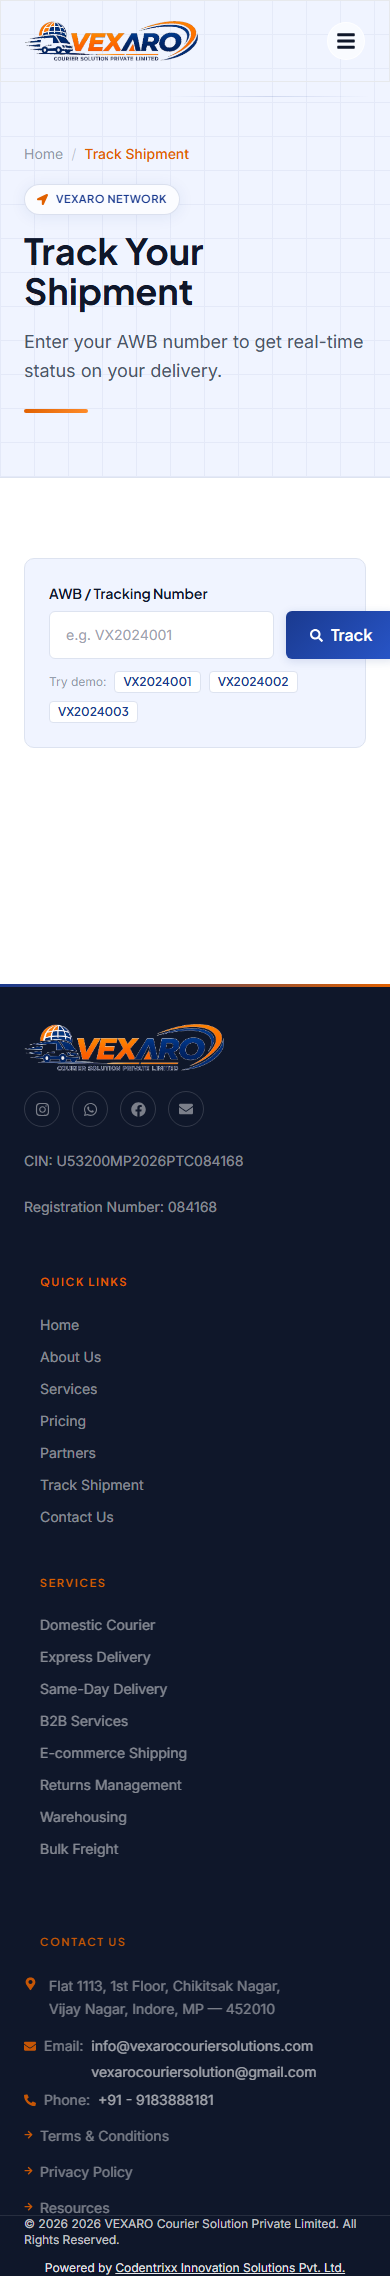 VEXARO
COURIER SOLUTION PRIVATE LIMITED
Home / Track Shipment
VEXARO NETWORK
Track Your
Shipment
Enter your AWB number to get real-time
status on your delivery.
AWB / Tracking Number
e.g. VX2024001
Track
Try demo: VX2024001 VX2024002
VX2024003
VEXARO
COURIER SOLUTION PRIVATE LIMITED
CIN: U53200MP2026PTC084168
Registration Number: 084168
QUICK LINKS
Home
About Us
Services
Pricing
Partners
Track Shipment
Contact Us
SERVICES
Domestic Courier
Express Delivery
Same-Day Delivery
B2B Services
E-commerce Shipping
Returns Management
Warehousing
Bulk Freight
CONTACT US
Flat 1113, 1st Floor, Chikitsak Nagar,
Vijay Nagar, Indore, MP — 452010
Email: info@vexarocouriersolutions.com
vexarocouriersolution@gmail.com
Phone: +91 - 9183888181
Terms & Conditions
Privacy Policy
Resources
© 2026 2026 VEXARO Courier Solution Private Limited. All
Rights Reserved.
Powered by Codentrixx Innovation Solutions Pvt. Ltd.